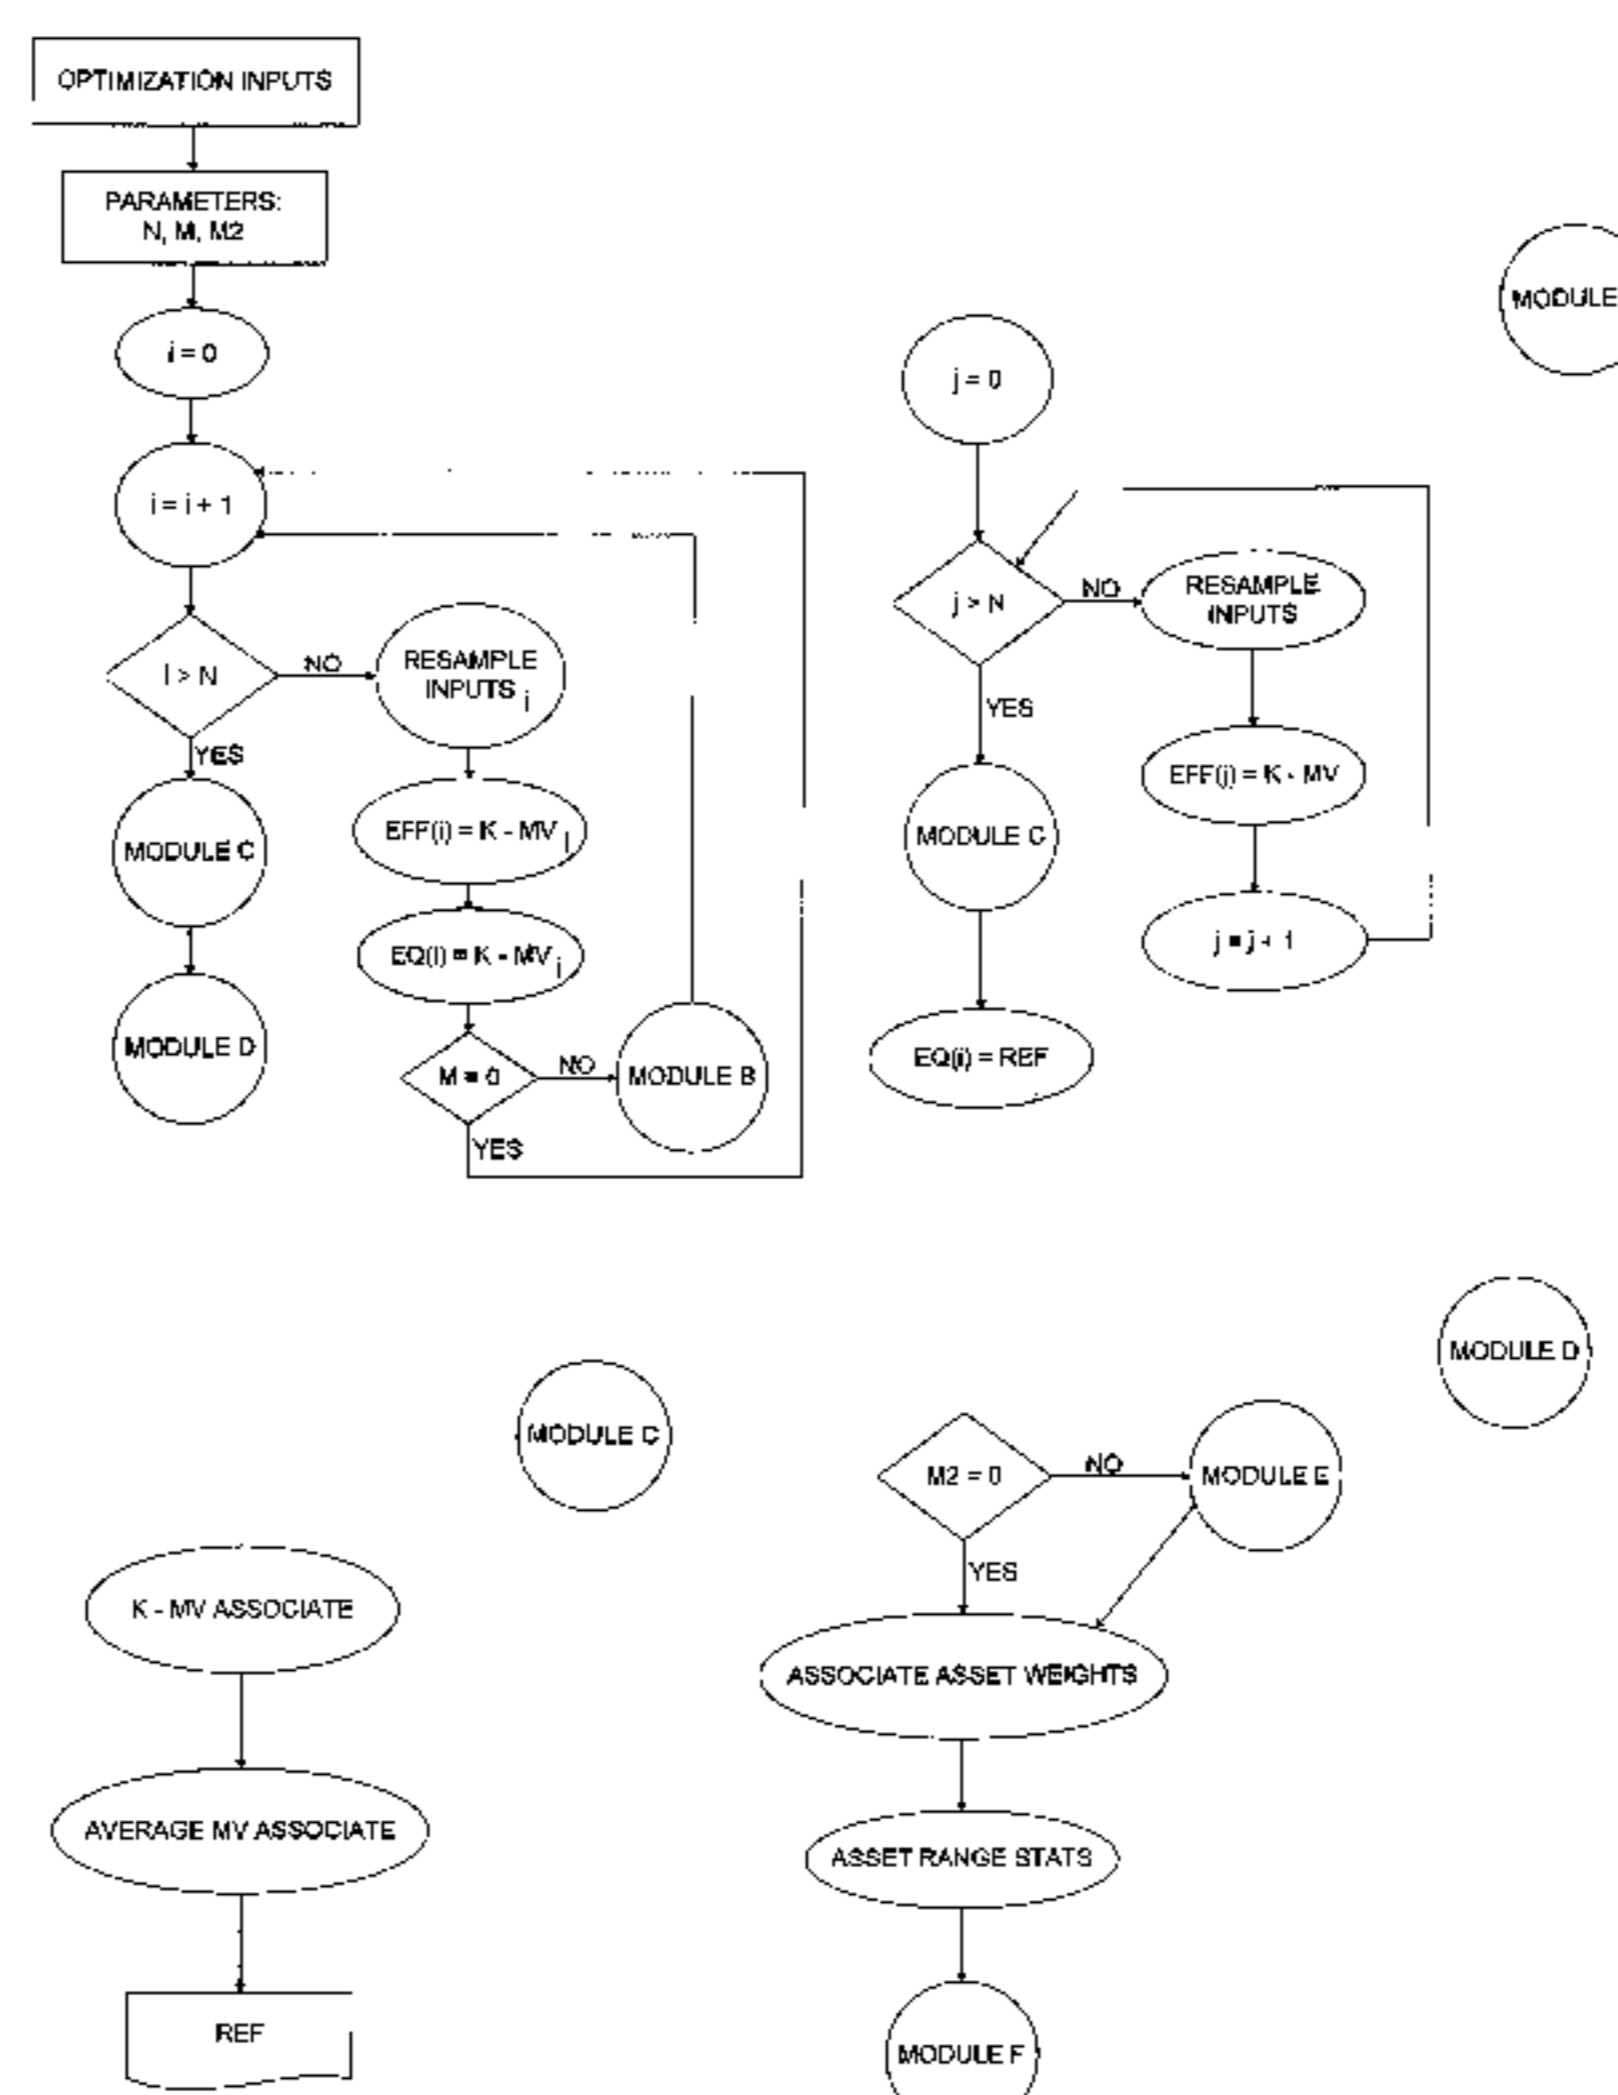 OPTIMIZATION INPUTS
PARAMETERS:
N, M, M2
i = 0
i = i + 1
i > N
NO
YES
RESAMPLE
INPUTS i
EFF(i) = K - MV i
EQ(i) = K - MV i
M = 0
NO
YES
MODULE B
MODULE C
MODULE D
MODULE
j = 0
j > N
NO
YES
RESAMPLE
INPUTS
EFF(j) = K - MV
j = j + 1
MODULE C
EQ(i) = REF
MODULE C
K - MV ASSOCIATE
AVERAGE MV ASSOCIATE
REF
MODULE D
M2 = 0
NO
YES
MODULE E
ASSOCIATE ASSET WEIGHTS
ASSET RANGE STATS
MODULE F